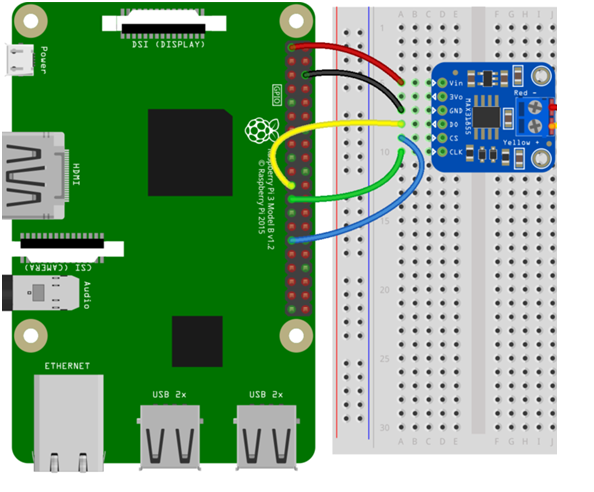 DSI (DISPLAY)
Power
HDMI
GPIO
Raspberry Pi 3 Model B v1.2
© Raspberry Pi 2015
CSI (CAMERA)
Audio
ETHERNET
USB 2x
USB 2x
A B C D E
F G H I J
1
10
15
20
25
30
A B C D E
F G H I J
Vin
3Vo
GND
DO
CS
CLK
MAX31855
Red -
Yellow +